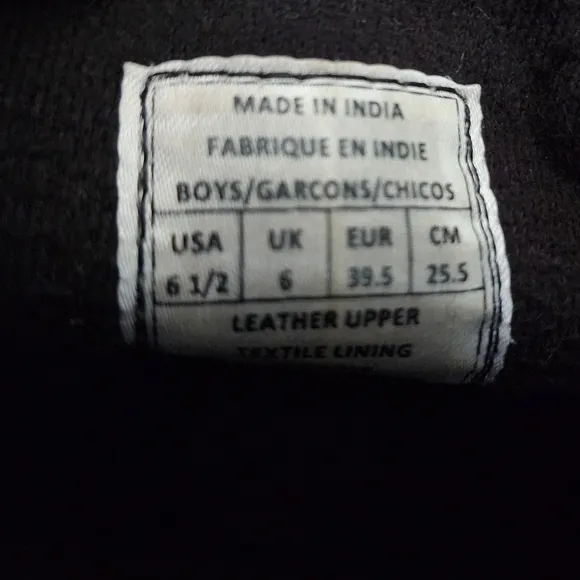 MADE IN INDIA
FABRIQUE EN INDIE
BOYS/GARCONS/CHICOS
USA UK EUR CM
6 1/2 6 39.5 25.5
LEATHER UPPER
TEXTILE LINING